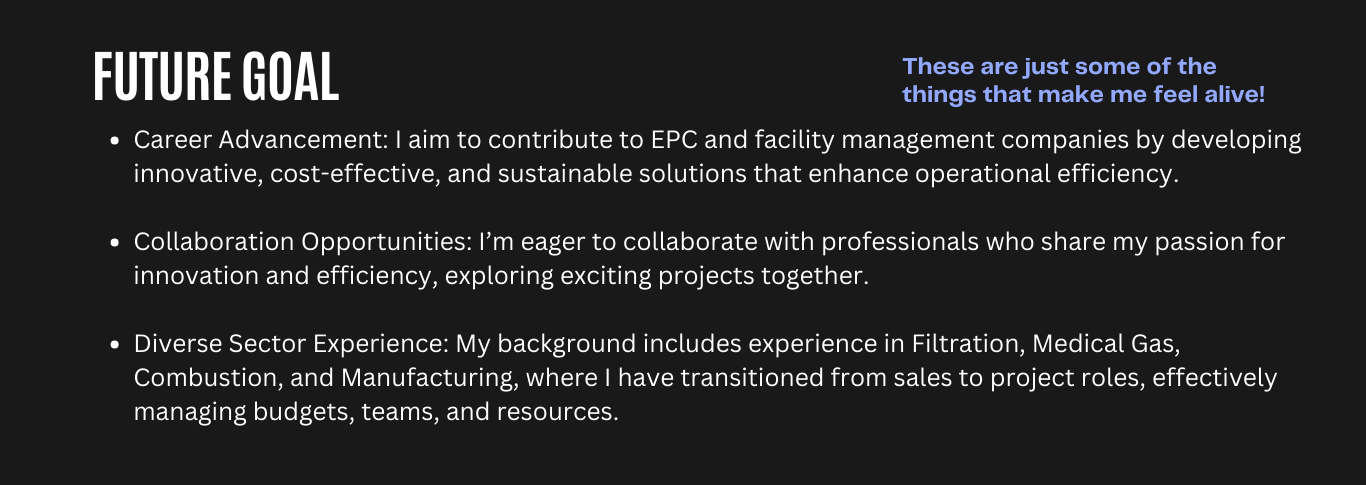 FUTURE GOAL
These are just some of the
things that make me feel alive!
• Career Advancement: I aim to contribute to EPC and facility management companies by developing
innovative, cost-effective, and sustainable solutions that enhance operational efficiency.
• Collaboration Opportunities: I’m eager to collaborate with professionals who share my passion for
innovation and efficiency, exploring exciting projects together.
• Diverse Sector Experience: My background includes experience in Filtration, Medical Gas,
Combustion, and Manufacturing, where I have transitioned from sales to project roles, effectively
managing budgets, teams, and resources.